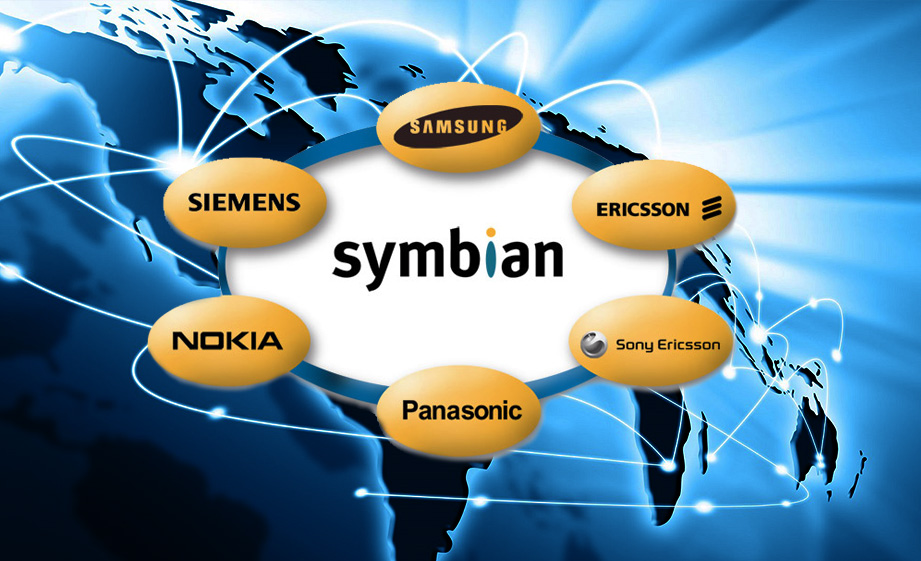 SAMSUNG
SIEMENS
ERICSSON
symbian
NOKIA
Sony Ericsson
Panasonic